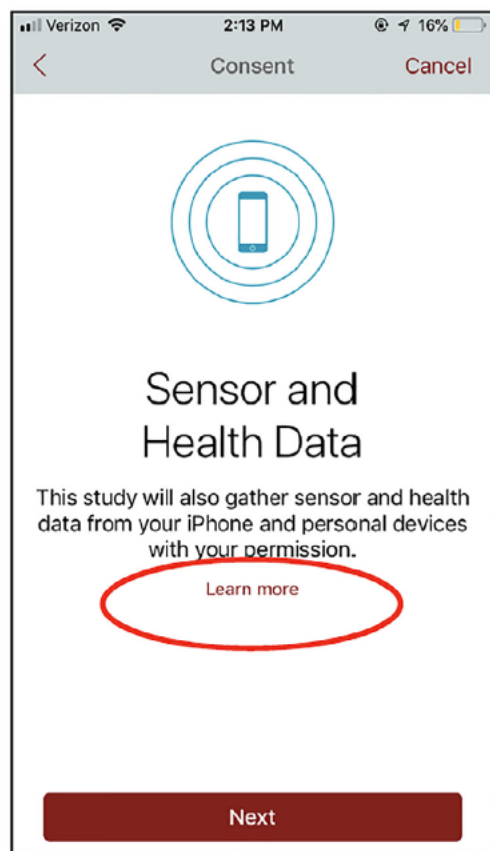 Verizon 2:13 PM 16%
Consent Cancel
Sensor and
Health Data
This study will also gather sensor and health
data from your iPhone and personal devices
with your permission.
Learn more
Next